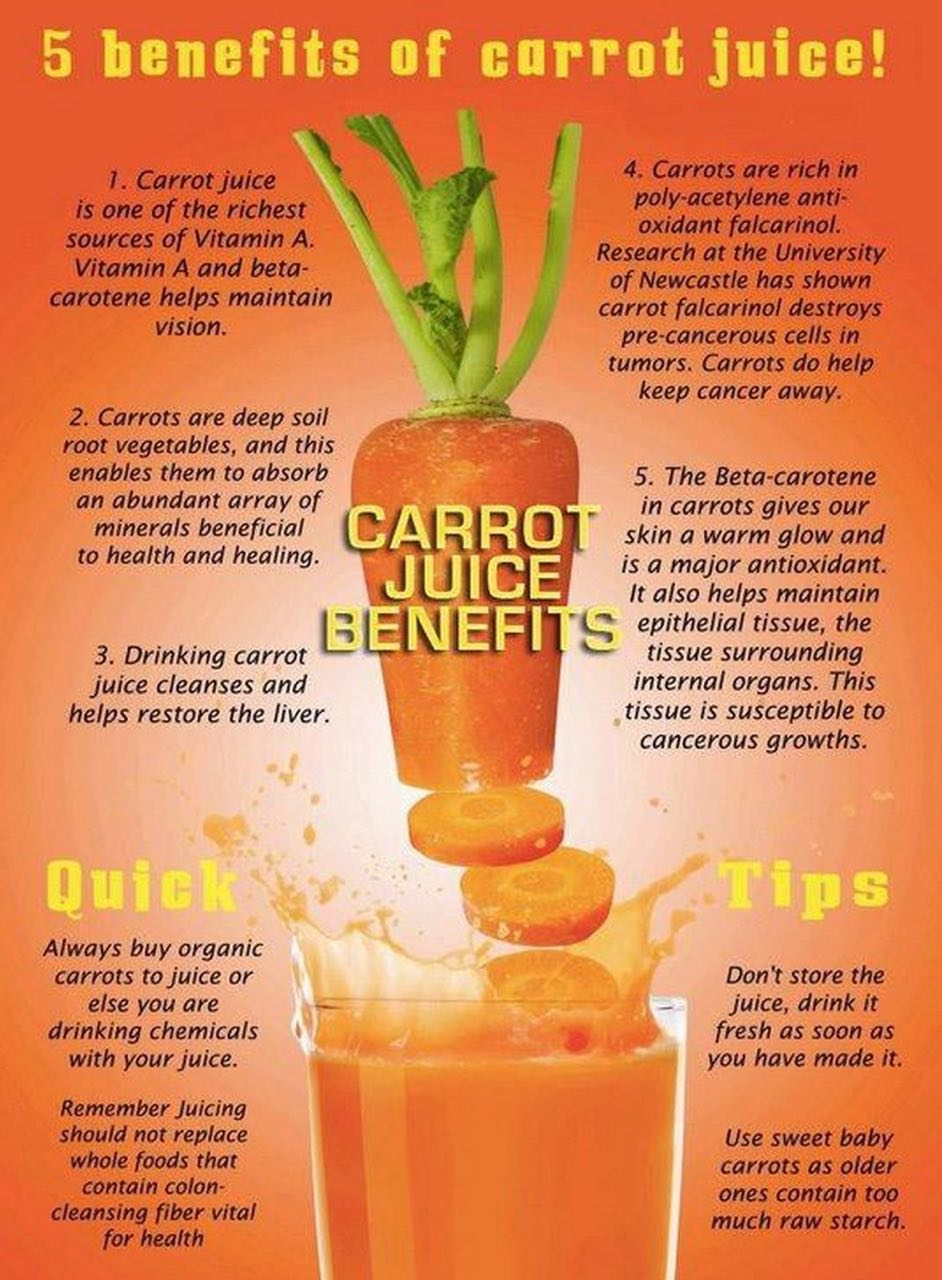 5 benefits of carrot juice!
1. Carrot juice
is one of the richest
sources of Vitamin A.
Vitamin A and beta-
carotene helps maintain
vision.
2. Carrots are deep soil
root vegetables, and this
enables them to absorb
an abundant array of
minerals beneficial
to health and healing.
3. Drinking carrot
juice cleanses and
helps restore the liver.
CARROT
JUICE
BENEFITS
4. Carrots are rich in
poly-acetylene anti-
oxidant falcarinol.
Research at the University
of Newcastle has shown
carrot falcarinol destroys
pre-cancerous cells in
tumors. Carrots do help
keep cancer away.
5. The Beta-carotene
in carrots gives our
skin a warm glow and
is a major antioxidant.
It also helps maintain
epithelial tissue, the
tissue surrounding
internal organs. This
tissue is susceptible to
cancerous growths.
Quick Tips
Always buy organic
carrots to juice or
else you are
drinking chemicals
with your juice.
Remember Juicing
should not replace
whole foods that
contain colon-
cleansing fiber vital
for health
Don't store the
juice, drink it
fresh as soon as
you have made it.
Use sweet baby
carrots as older
ones contain too
much raw starch.